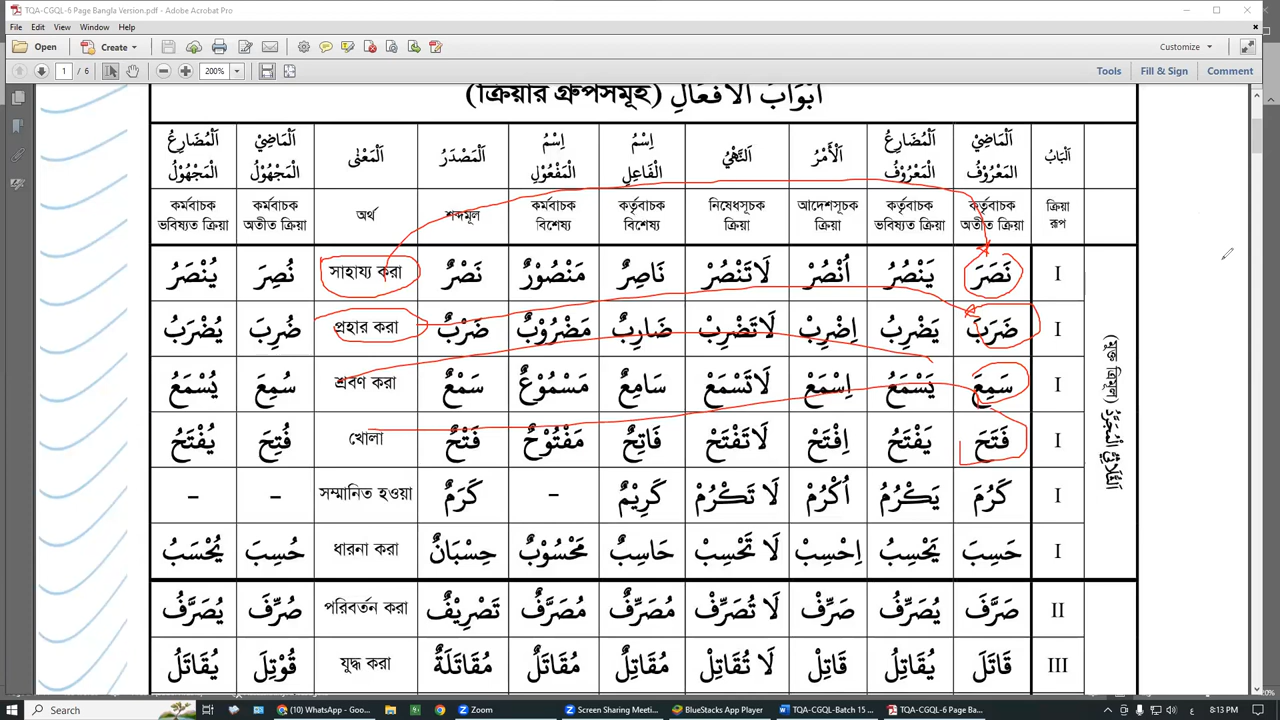 TQA-CGQL-6 Page Bangla Version.pdf - Adobe Acrobat Pro
File Edit View Window Help
Open Create Customize
1 / 6 200% Tools Fill & Sign Comment
أَبْوَابُ الْأَفْعَالِ (ক্রিয়ার গ্রুপসমূহ)
اَلْبَابُ اَلْمَاضِيْ الْمَعْرُوْفُ اَلْمُضَارِعُ الْمَعْرُوْفُ اَلْأَمْرُ اَلنَّهْيُ اِسْمُ الْفَاعِلِ اِسْمُ الْمَفْعُوْلِ اَلْمَصْدَرُ اَلْمَعْنٰى اَلْمَاضِيْ الْمَجْهُوْلُ اَلْمُضَارِعُ الْمَجْهُوْلُ
ক্রিয়া রূপ কর্তৃবাচক অতীত ক্রিয়া কর্তৃবাচক ভবিষ্যত ক্রিয়া আদেশসূচক ক্রিয়া নিষেধসূচক ক্রিয়া কর্তৃবাচক বিশেষ্য কর্মবাচক বিশেষ্য শব্দমূল অর্থ কর্মবাচক অতীত ক্রিয়া কর্মবাচক ভবিষ্যত ক্রিয়া
I نَصَرَ يَنْصُرُ اُنْصُرْ لَاتَنْصُرْ نَاصِرٌ مَنْصُوْرٌ نَصْرٌ সাহায্য করা نُصِرَ يُنْصَرُ
I ضَرَبَ يَضْرِبُ اِضْرِبْ لَاتَضْرِبْ ضَارِبٌ مَضْرُوْبٌ ضَرْبٌ প্রহার করা ضُرِبَ يُضْرَبُ
I سَمِعَ يَسْمَعُ اِسْمَعْ لَاتَسْمَعْ سَامِعٌ مَسْمُوْعٌ سَمْعٌ শ্রবণ করা سُمِعَ يُسْمَعُ
I فَتَحَ يَفْتَحُ اِفْتَحْ لَاتَفْتَحْ فَاتِحٌ مَفْتُوْحٌ فَتْحٌ খোলা فُتِحَ يُفْتَحُ
I كَرُمَ يَكْرُمُ اُكْرُمْ لَا تَكْرُمْ كَرِيْمٌ - كَرَمٌ সম্মানিত হওয়া - -
I حَسِبَ يَحْسِبُ اِحْسِبْ لَا تَحْسِبْ حَاسِبٌ مَحْسُوْبٌ حِسْبَانٌ ধারনা করা حُسِبَ يُحْسَبُ
اَلثُّلَاثِيُّ الْمُجَرَّدُ (মুক্ত ত্রিমূল)
II صَرَّفَ يُصَرِّفُ صَرِّفْ لَا تُصَرِّفْ مُصَرِّفٌ مُصَرَّفٌ تَصْرِيْفٌ পরিবর্তন করা صُرِّفَ يُصَرَّفُ
III قَاتَلَ يُقَاتِلُ قَاتِلْ لَا تُقَاتِلْ مُقَاتِلٌ مُقَاتَلٌ مُقَاتَلَةٌ যুদ্ধ করা قُوْتِلَ يُقَاتَلُ
Search (10) WhatsApp - Goo... Zoom Screen Sharing Meeti... BlueStacks App Player TQA-CGQL-Batch 15 ... TQA-CGQL-6 Page Ban... 8:13 PM